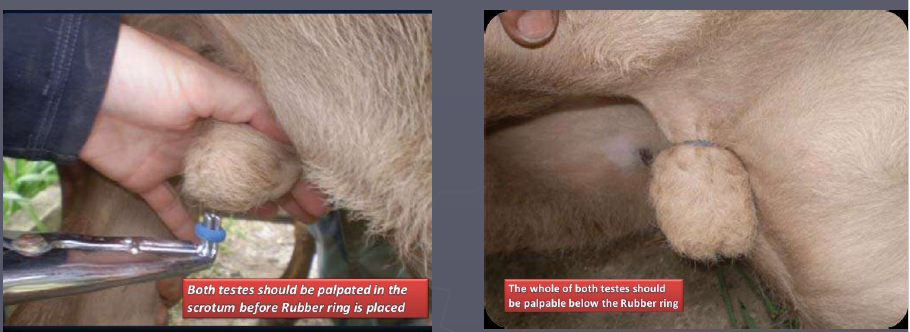 Both testes should be palpated in the
scrotum before Rubber ring is placed
The whole of both testes should
be palpable below the Rubber ring